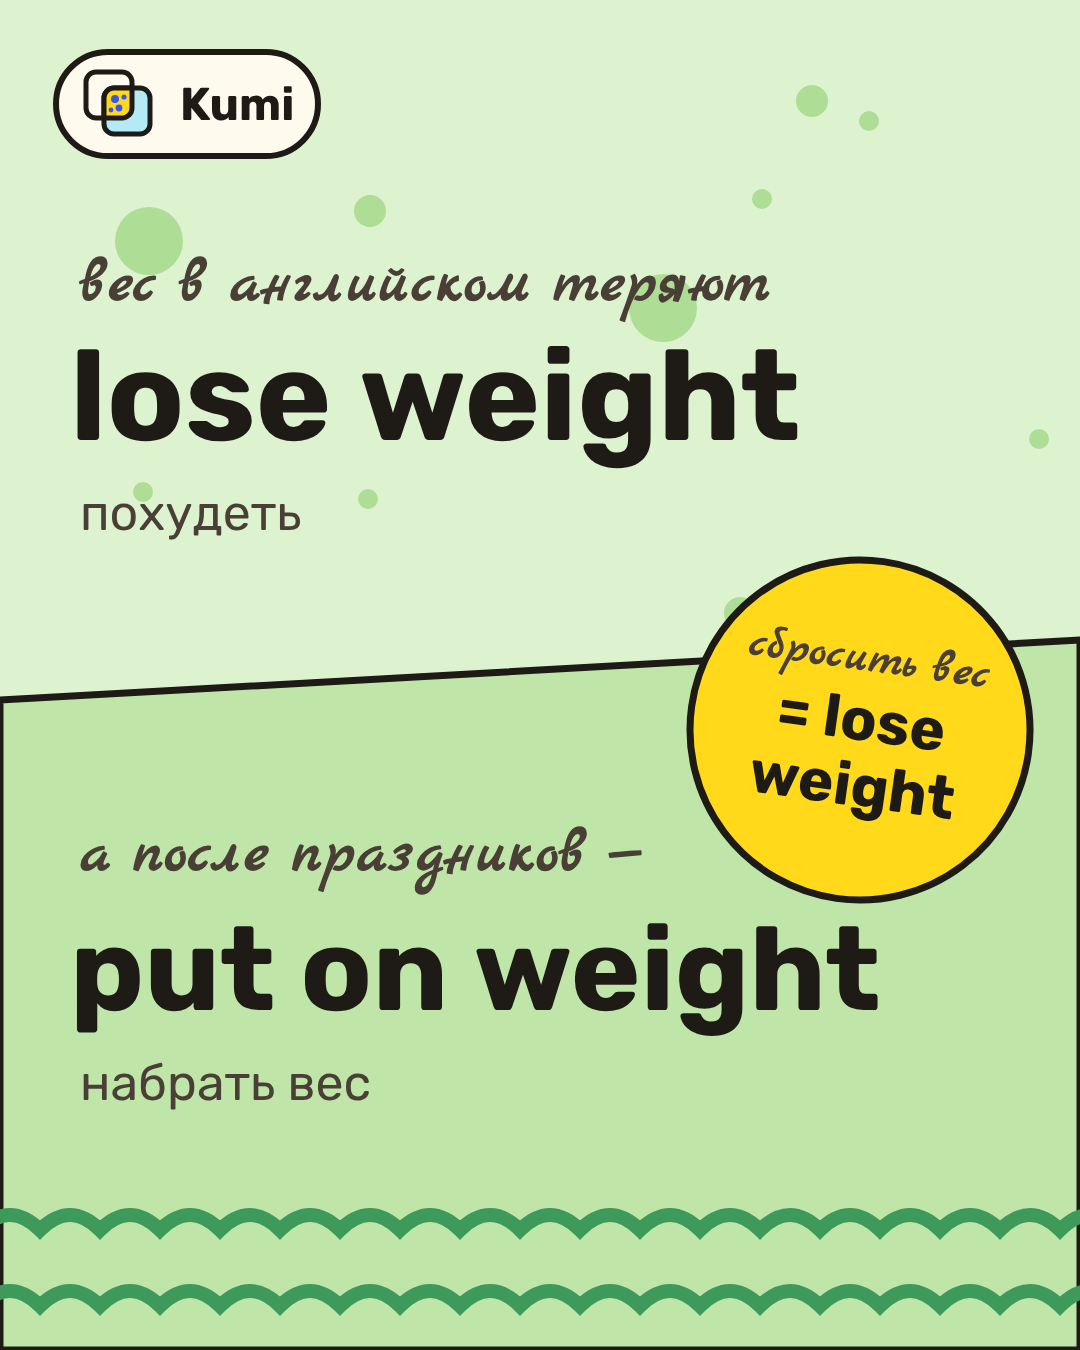 Kumi
вес в английском теряют
lose weight
похудеть
сбросить вес
= lose
weight
а после праздников —
put on weight
набрать вес